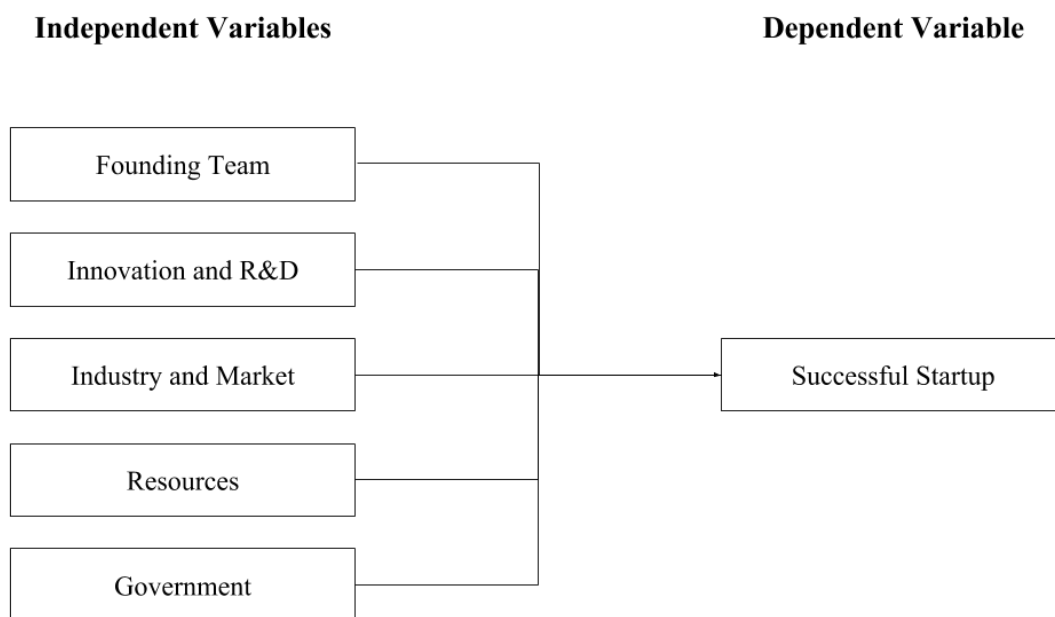 Independent Variables
Dependent Variable
Founding Team
Innovation and R&D
Industry and Market
Successful Startup
Resources
Government